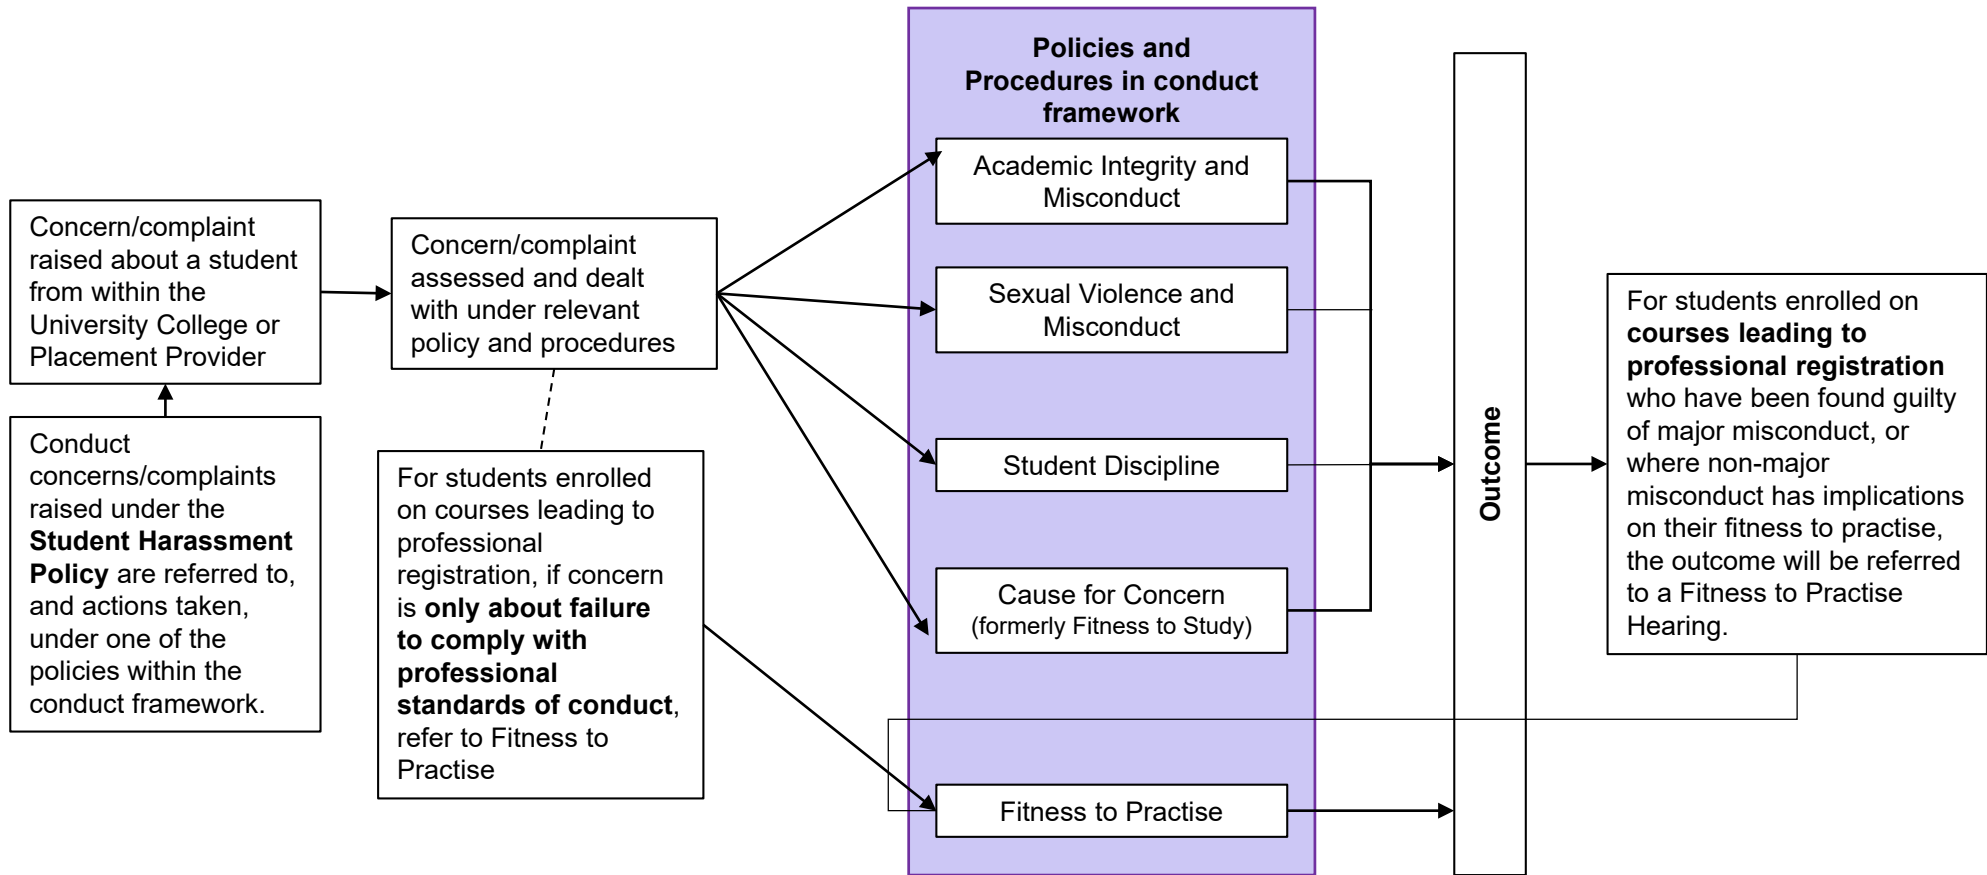 Concern/complaint
raised about a student
from within the
University College or
Placement Provider
Conduct
concerns/complaints
raised under the
Student Harassment
Policy are referred to,
and actions taken,
under one of the
policies within the
conduct framework.
Concern/complaint
assessed and dealt
with under relevant
policy and procedures
For students enrolled
on courses leading to
professional
registration, if concern
is only about failure
to comply with
professional
standards of conduct,
refer to Fitness to
Practise
Policies and
Procedures in conduct
framework
Academic Integrity and
Misconduct
Sexual Violence and
Misconduct
Student Discipline
Cause for Concern
(formerly Fitness to Study)
Fitness to Practise
Outcome
For students enrolled on
courses leading to
professional registration
who have been found guilty
of major misconduct, or
where non-major
misconduct has implications
on their fitness to practise,
the outcome will be referred
to a Fitness to Practise
Hearing.